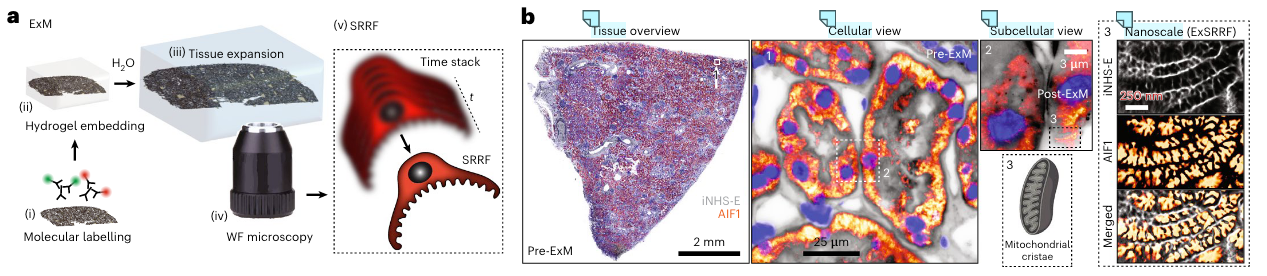 a
ExM
(iii) Tissue expansion
H2O
(ii)
Hydrogel embedding
(i)
Molecular labelling
(iv)
WF microscopy
(v) SRRF
Time stack
t
SRRF
b
Tissue overview
1
iNHS-E
AIF1
Pre-ExM
2 mm
Cellular view
1
Pre-ExM
2
25 µm
Subcellular view
2
3 µm
Post-ExM
3
3
Mitochondrial
cristae
Nanoscale (ExSRRF)
3
iNHS-E
250 nm
AIF1
Merged